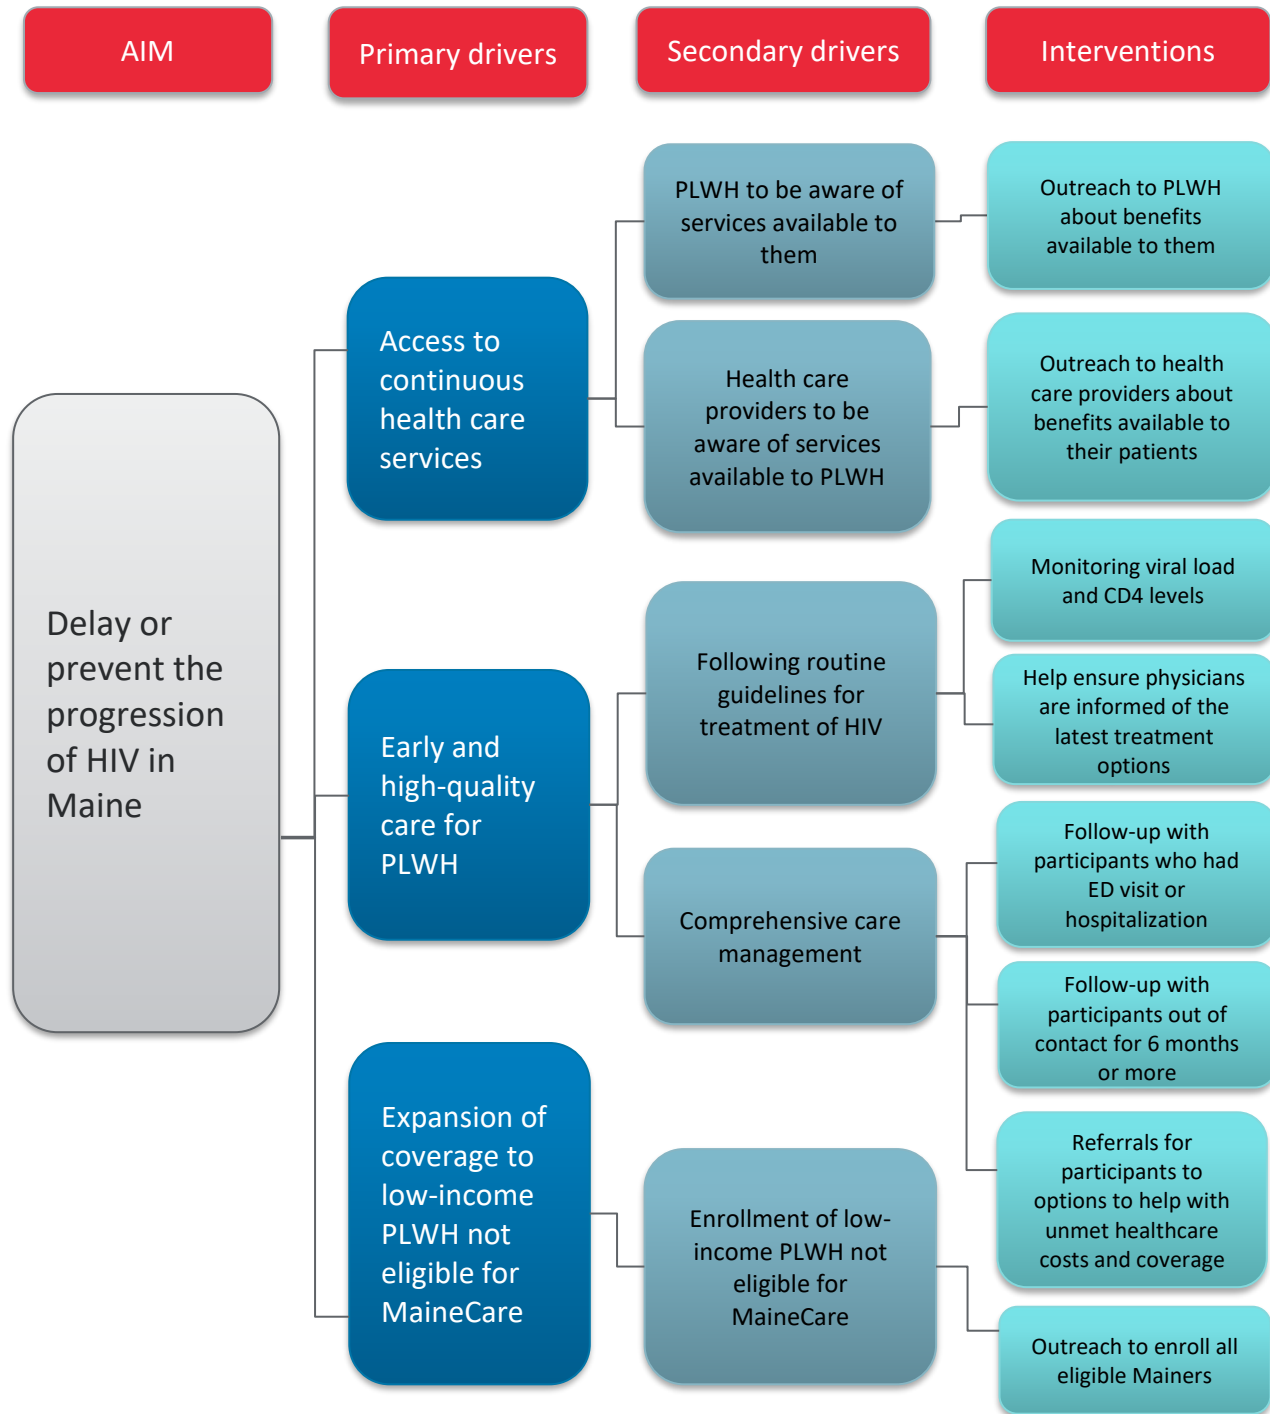 AIM
Primary drivers
Secondary drivers
Interventions
Delay or
prevent the
progression
of HIV in
Maine
Access to
continuous
health care
services
PLWH to be aware of
services available to
them
Outreach to PLWH
about benefits
available to them
Health care
providers to be
aware of services
available to PLWH
Outreach to health
care providers about
benefits available to
their patients
Early and
high-quality
care for
PLWH
Following routine
guidelines for
treatment of HIV
Monitoring viral load
and CD4 levels
Help ensure physicians
are informed of the
latest treatment
options
Comprehensive care
management
Follow-up with
participants who had
ED visit or
hospitalization
Follow-up with
participants out of
contact for 6 months
or more
Referrals for
participants to
options to help with
unmet healthcare
costs and coverage
Expansion of
coverage to
low-income
PLWH not
eligible for
MaineCare
Enrollment of low-
income PLWH not
eligible for
MaineCare
Outreach to enroll all
eligible Mainers